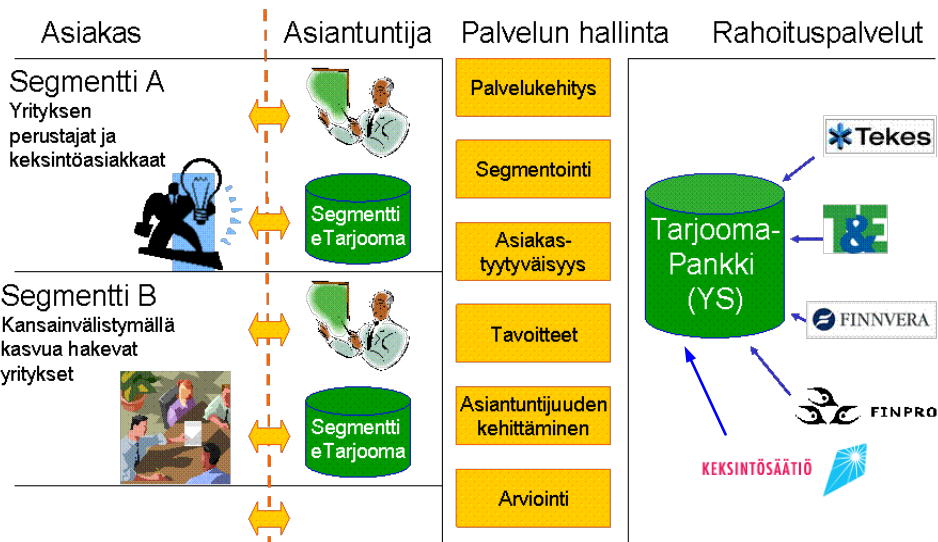 Asiakas
Asiantuntija
Palvelun hallinta
Rahoituspalvelut
Segmentti A
Yrityksen
perustajat ja
keksintöasiakkaat
Segmentti
eTarjooma
Segmentti B
Kansainvälistymällä
kasvua hakevat
yritykset
Segmentti
eTarjooma
Palvelukehitys
Segmentointi
Asiakas-
tyytyväisyys
Tavoitteet
Asiantuntijuuden
kehittäminen
Arviointi
Tarjooma-
Pankki
(YS)
Tekes
T&E
FINNVERA
FINPRO
KEKSINTÖSÄÄTIÖ